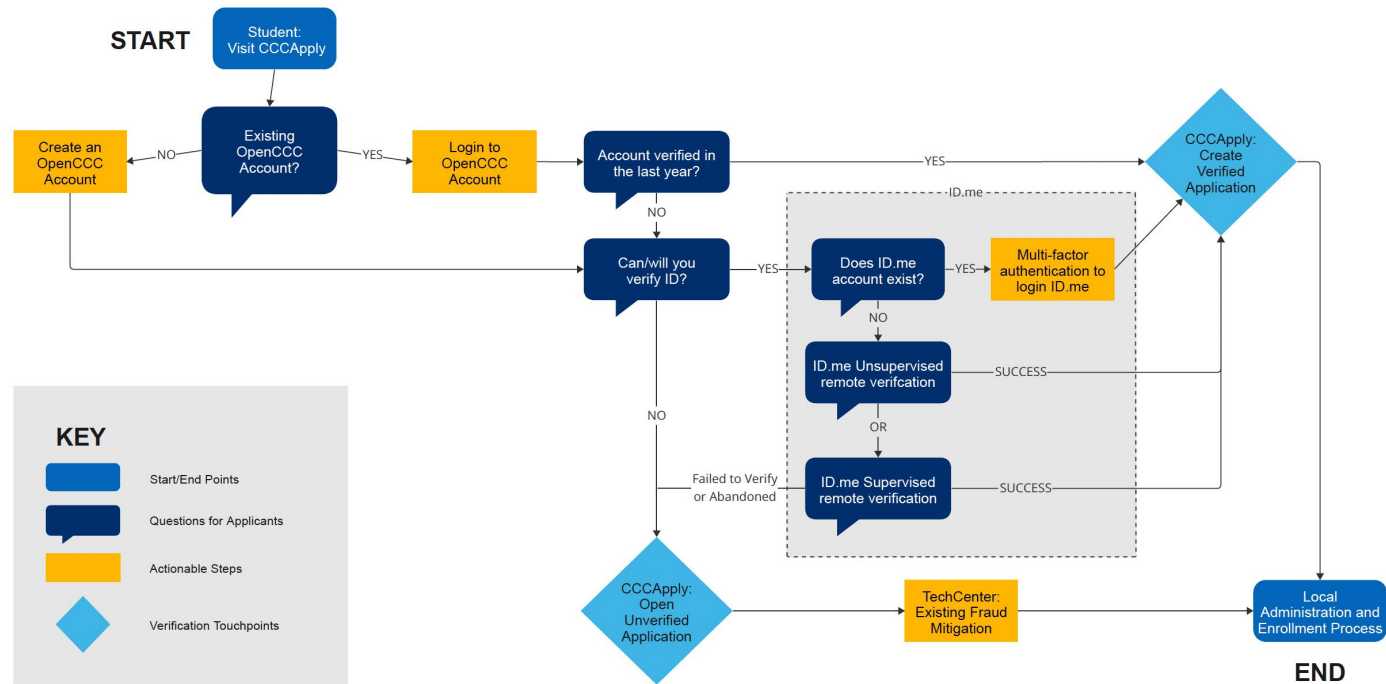 START
Student:
Visit CCCApply
Existing
OpenCCC
Account?
NO
YES
Create an
OpenCCC
Account
Login to
OpenCCC
Account
Account verified in
the last year?
YES
NO
CCCApply:
Create
Verified
Application
ID.me
Can/will you
verify ID?
YES
Does ID.me
account exist?
YES
Multi-factor
authentication to
login ID.me
NO
ID.me Unsupervised
remote verifcation
SUCCESS
OR
NO
ID.me Supervised
remote verification
SUCCESS
Failed to Verify
or Abandoned
CCCApply:
Open
Unverified
Application
TechCenter:
Existing Fraud
Mitigation
Local
Administration and
Enrollment Process
END
KEY
Start/End Points
Questions for Applicants
Actionable Steps
Verification Touchpoints